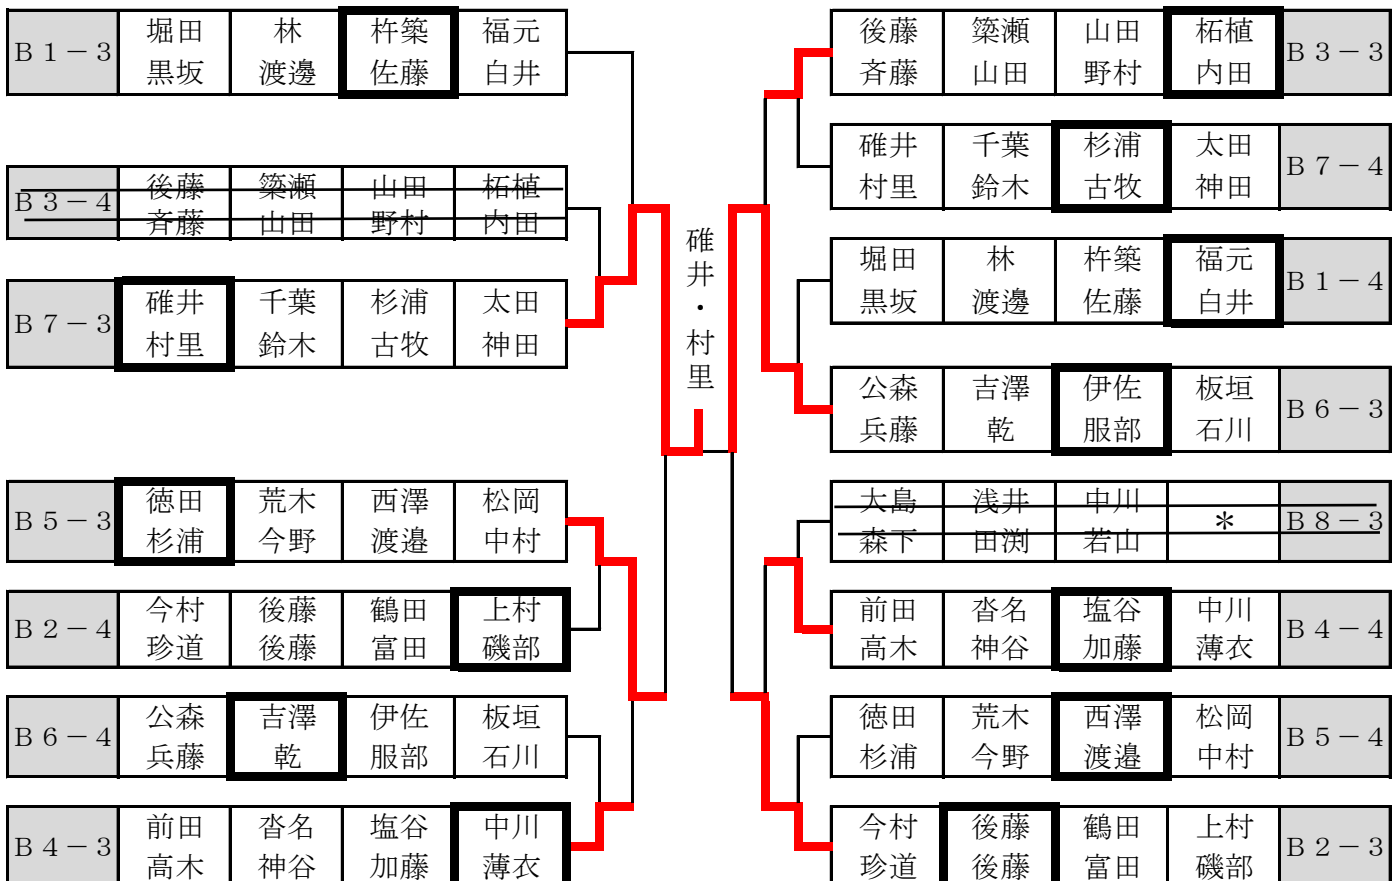 Ｂ１－３ 堀田 林 杵築 福元
黒坂 渡邊 佐藤 白井
Ｂ３－４ 後藤 簗瀬 山田 柘植
斉藤 山田 野村 内田
Ｂ７－３ 碓井 千葉 杉浦 太田
村里 鈴木 古牧 神田
Ｂ５－３ 徳田 荒木 西澤 松岡
杉浦 今野 渡邉 中村
Ｂ２－４ 今村 後藤 鶴田 上村
珍道 後藤 富田 磯部
Ｂ６－４ 公森 吉澤 伊佐 板垣
兵藤 乾 服部 石川
Ｂ４－３ 前田 沓名 塩谷 中川
高木 神谷 加藤 薄衣
碓井・村里
後藤 簗瀬 山田 柘植 Ｂ３－３
斉藤 山田 野村 内田
碓井 千葉 杉浦 太田 Ｂ７－４
村里 鈴木 古牧 神田
堀田 林 杵築 福元 Ｂ１－４
黒坂 渡邊 佐藤 白井
公森 吉澤 伊佐 板垣 Ｂ６－３
兵藤 乾 服部 石川
大島 浅井 中川 ＊ Ｂ８－３
森下 田渕 若山
前田 沓名 塩谷 中川 Ｂ４－４
高木 神谷 加藤 薄衣
徳田 荒木 西澤 松岡 Ｂ５－４
杉浦 今野 渡邉 中村
今村 後藤 鶴田 上村 Ｂ２－３
珍道 後藤 富田 磯部